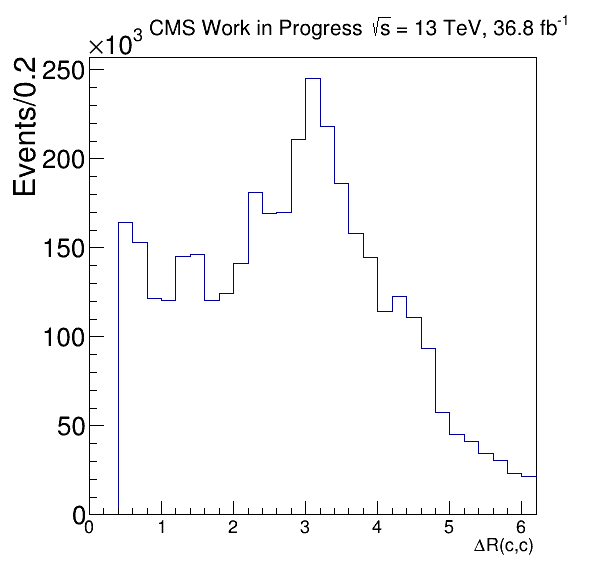 ×10³ CMS Work in Progress √s = 13 TeV, 36.8 fb⁻¹
Events/0.2
250
200
150
100
50
0
0 1 2 3 4 5 6
ΔR(c,c)